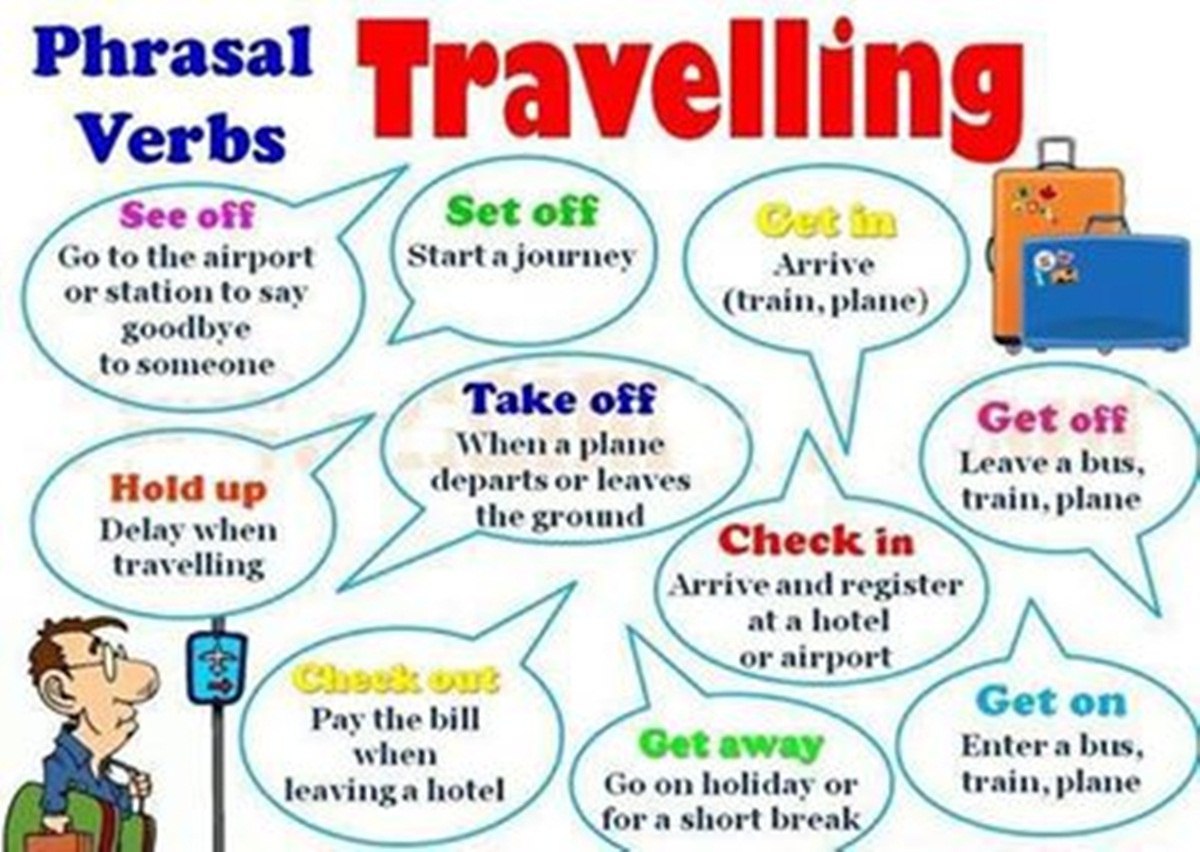 Phrasal
Verbs
Travelling
See off
Go to the airport
or station to say
goodbye
to someone
Set off
Start a journey
Get in
Arrive
(train, plane)
Take off
When a plane
departs or leaves
the ground
Get off
Leave a bus,
train, plane
Hold up
Delay when
travelling
Check in
Arrive and register
at a hotel
or airport
Check out
Pay the bill
when
leaving a hotel
Get away
Go on holiday or
for a short break
Get on
Enter a bus,
train, plane